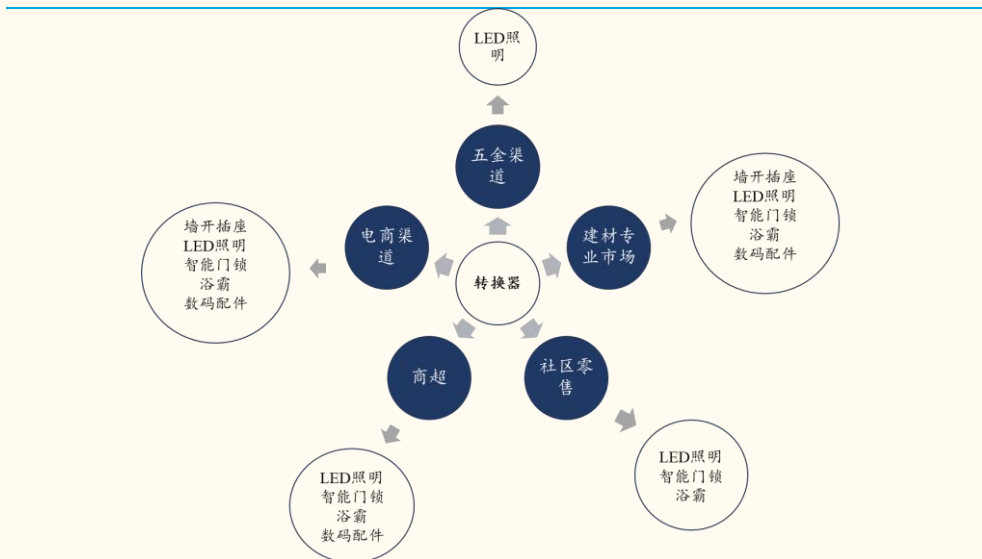 LED照
明
五金渠
道
墙开插座
LED照明
智能门锁
浴霸
数码配件
建材专
业市场
电商渠
道
墙开插座
LED照明
智能门锁
浴霸
数码配件
转换器
商超
社区零
售
LED照明
智能门锁
浴霸
数码配件
LED照明
智能门锁
浴霸